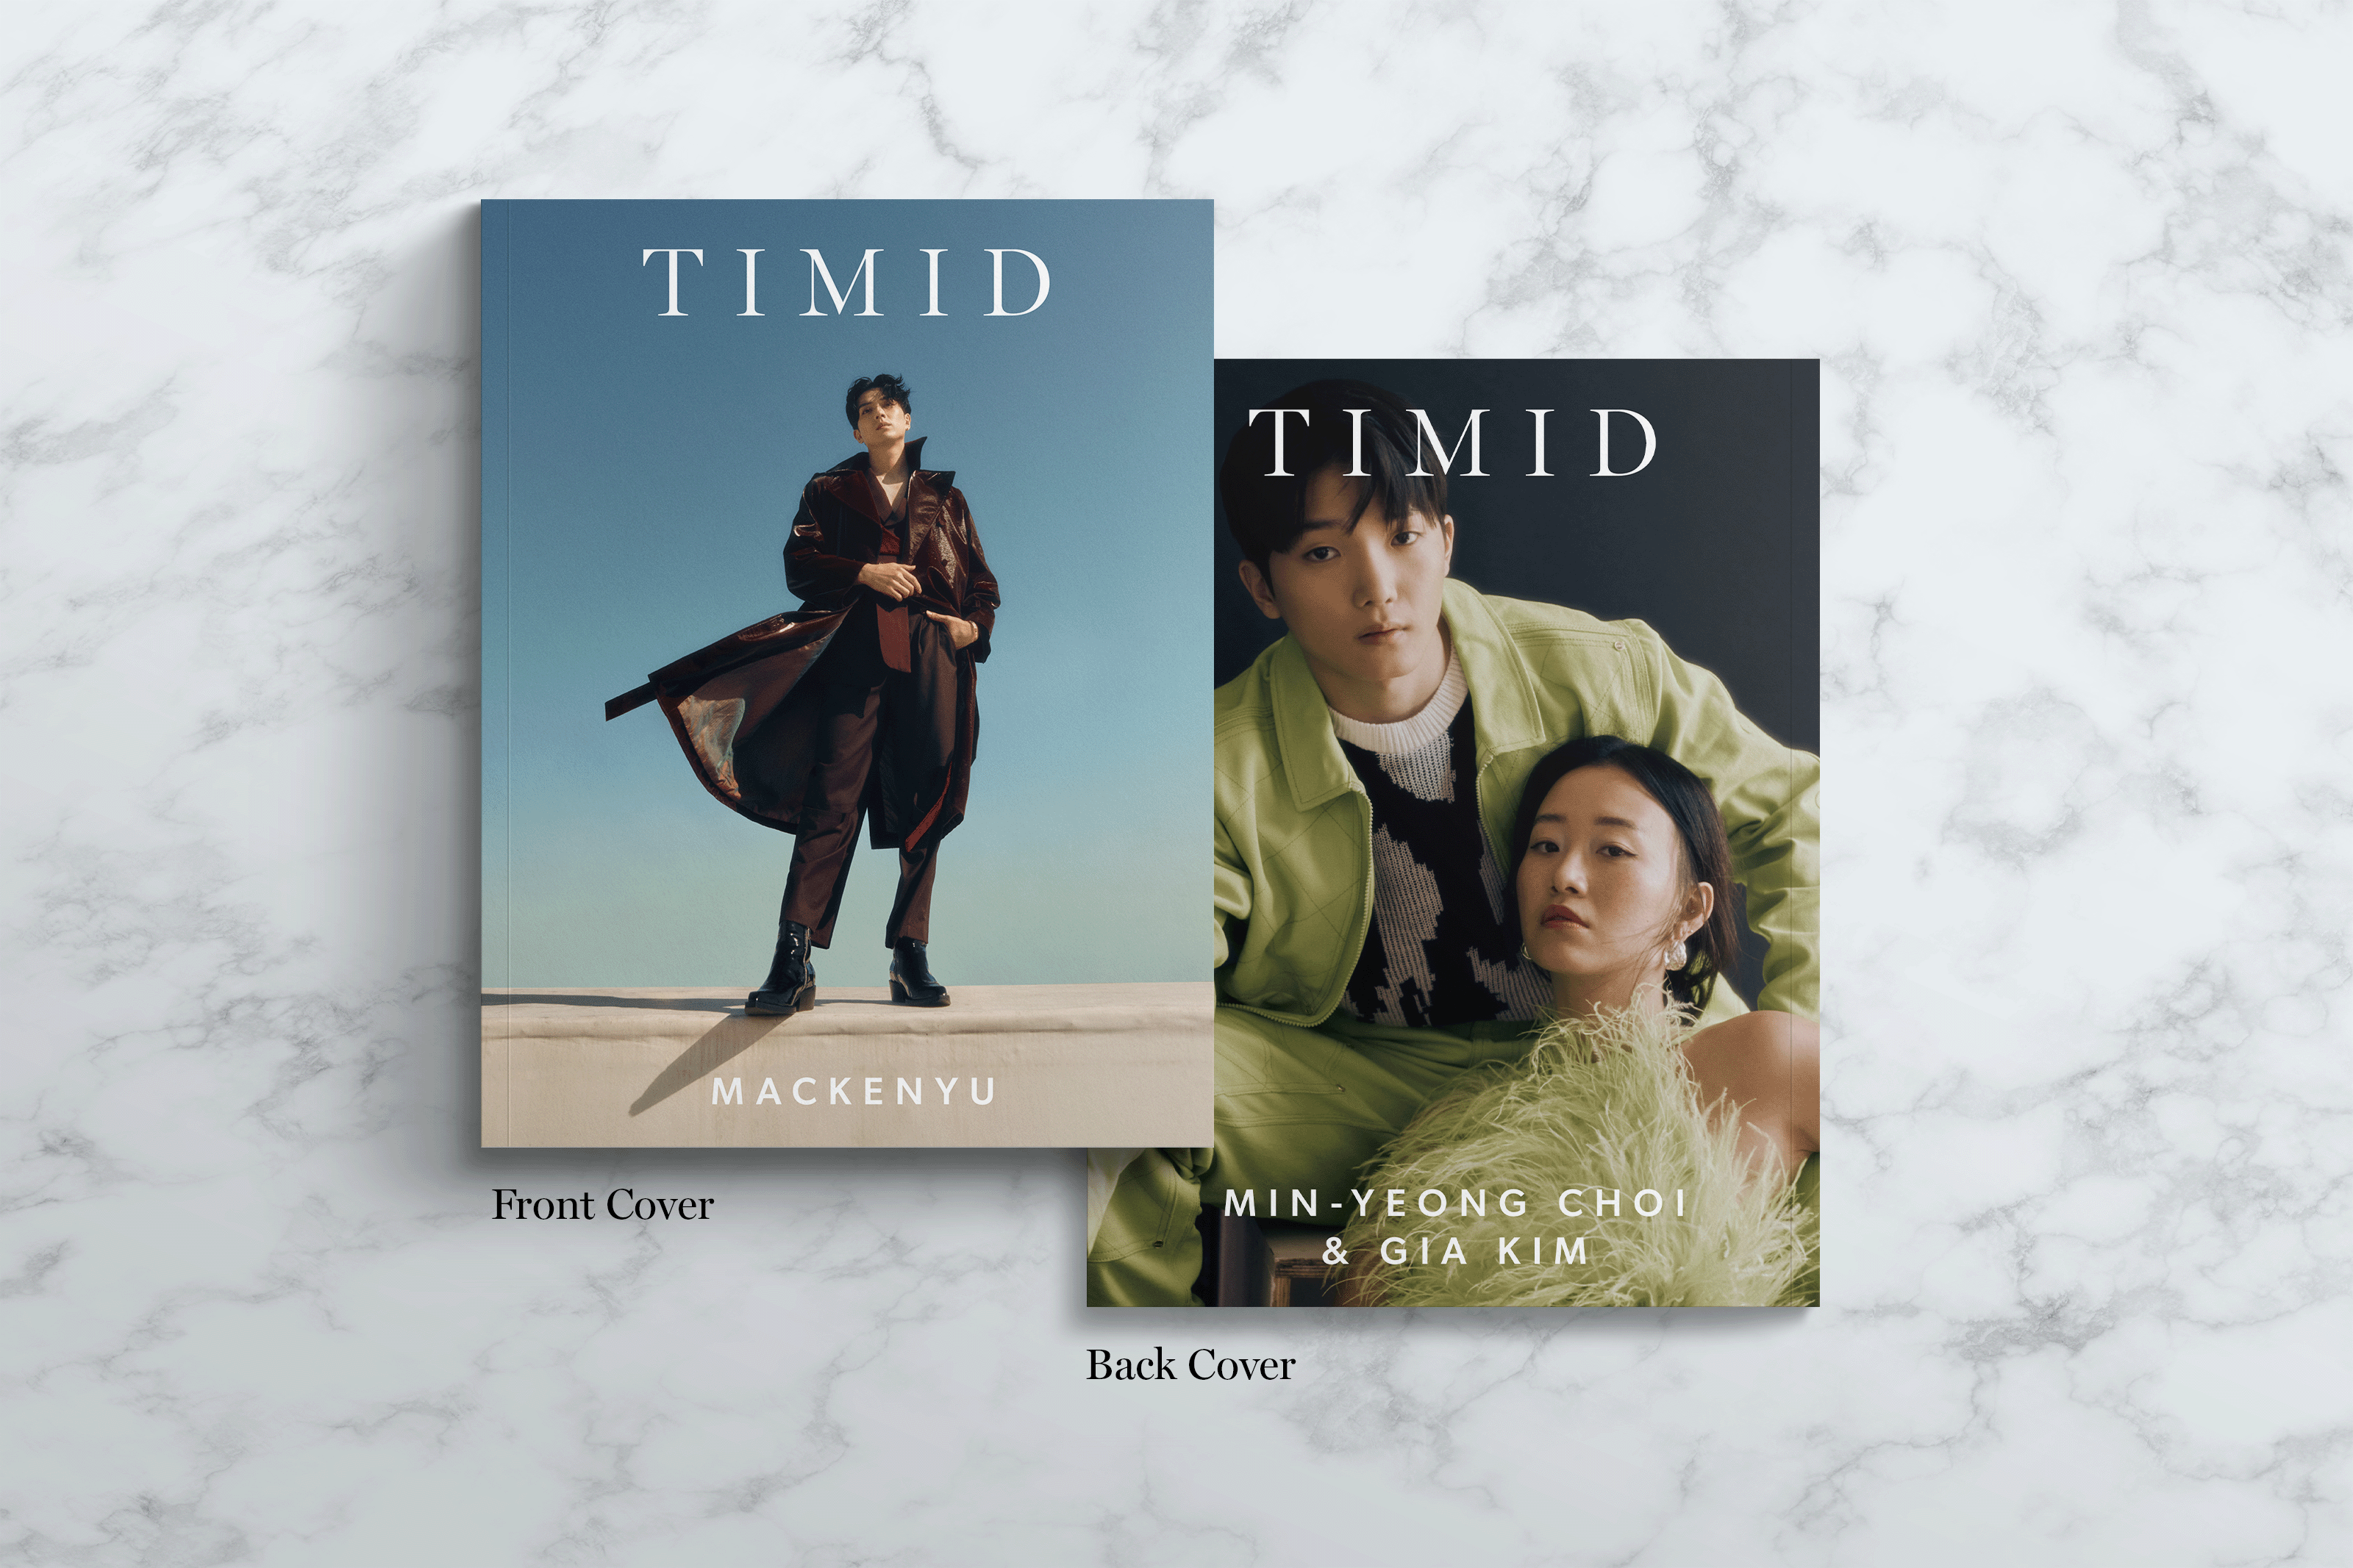 TIMID
MACKENYU
Front Cover
TIMID
MIN-YEONG CHOI
& GIA KIM
Back Cover